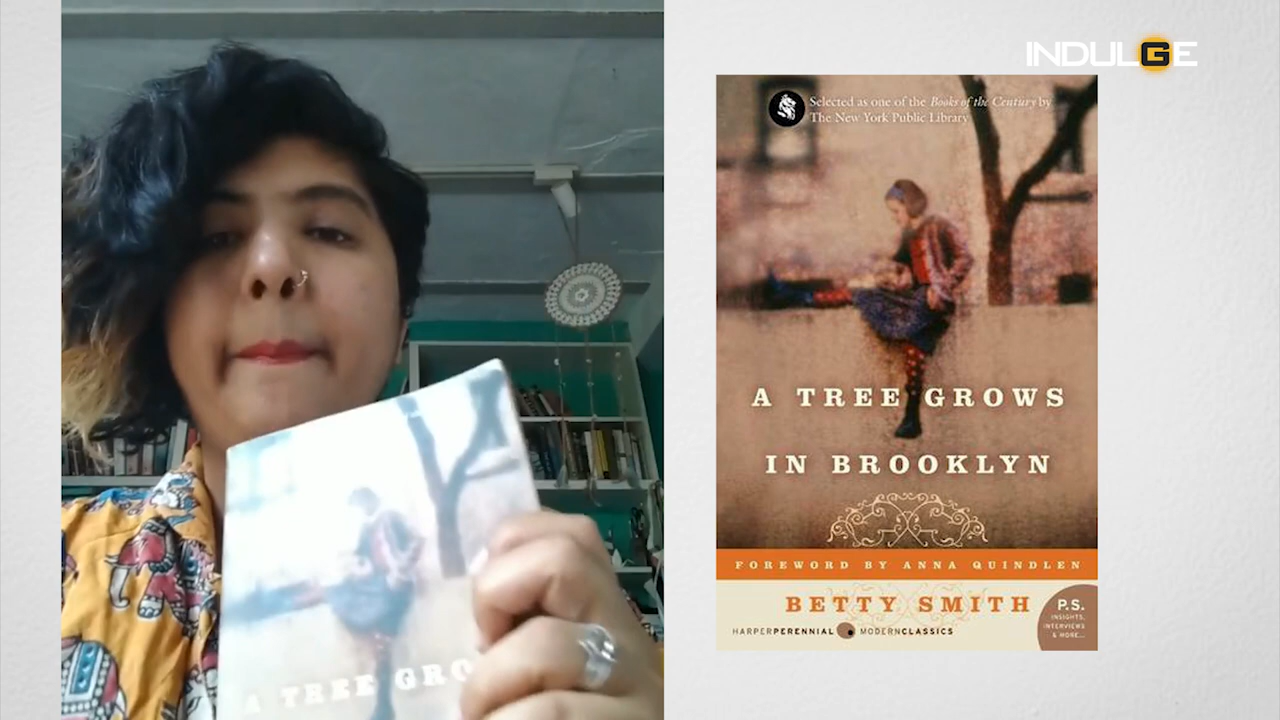 INDULGE
Selected as one of the Books of the Century by
The New York Public Library
A TREE GROWS
IN BROOKLYN
FOREWORD BY ANNA QUINDLEN
BETTY SMITH
HARPERPERENNIAL MODERNCLASSICS
P.S.
INSIGHTS,
INTERVIEWS
& MORE...
A TREE GRO